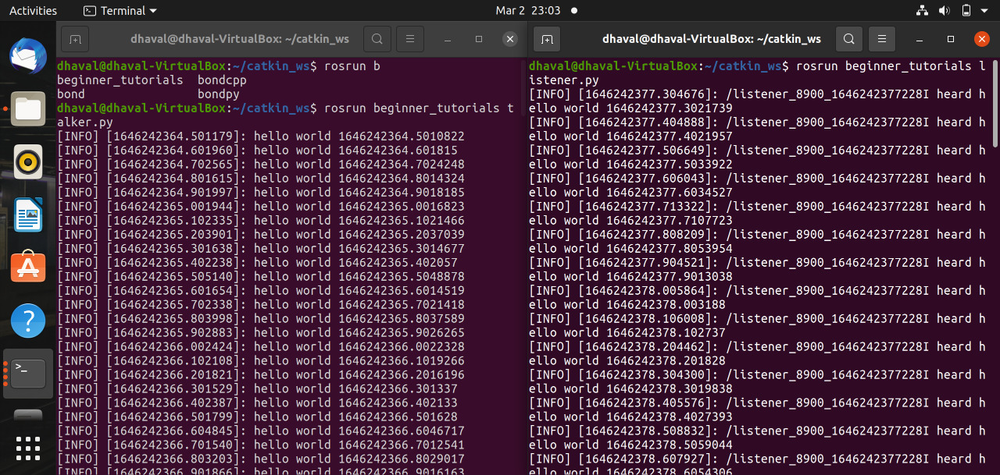 Activities
Terminal
Mar 2 23:03
dhaval@dhaval-VirtualBox: ~/catkin_ws
dhaval@dhaval-VirtualBox:~/catkin_ws$ rosrun b
beginner_tutorials bondcpp
bond bondpy
dhaval@dhaval-VirtualBox:~/catkin_ws$ rosrun beginner_tutorials t
alker.py
[INFO] [1646242364.501179]: hello world 1646242364.5010822
[INFO] [1646242364.601960]: hello world 1646242364.601815
[INFO] [1646242364.702565]: hello world 1646242364.7024248
[INFO] [1646242364.801615]: hello world 1646242364.8014324
[INFO] [1646242364.901997]: hello world 1646242364.9018185
[INFO] [1646242365.001944]: hello world 1646242365.0016823
[INFO] [1646242365.102335]: hello world 1646242365.1021466
[INFO] [1646242365.203901]: hello world 1646242365.2037039
[INFO] [1646242365.301638]: hello world 1646242365.3014677
[INFO] [1646242365.402238]: hello world 1646242365.402057
[INFO] [1646242365.505140]: hello world 1646242365.5048878
[INFO] [1646242365.601654]: hello world 1646242365.6014519
[INFO] [1646242365.702338]: hello world 1646242365.7021418
[INFO] [1646242365.803998]: hello world 1646242365.8037589
[INFO] [1646242365.902883]: hello world 1646242365.9026265
[INFO] [1646242366.002424]: hello world 1646242366.0022328
[INFO] [1646242366.102108]: hello world 1646242366.1019266
[INFO] [1646242366.201821]: hello world 1646242366.2016196
[INFO] [1646242366.301529]: hello world 1646242366.301337
[INFO] [1646242366.402387]: hello world 1646242366.402133
[INFO] [1646242366.501799]: hello world 1646242366.501628
[INFO] [1646242366.604845]: hello world 1646242366.6046717
[INFO] [1646242366.701540]: hello world 1646242366.7012541
[INFO] [1646242366.803203]: hello world 1646242366.8029017
[INFO] [1646242366.901866]: hello world 1646242366.9016163
dhaval@dhaval-VirtualBox: ~/catkin_ws
dhaval@dhaval-VirtualBox:~/catkin_ws$ rosrun beginner_tutorials l
istener.py
[INFO] [1646242377.304676]: /listener_8900_1646242377228I heard h
ello world 1646242377.3021739
[INFO] [1646242377.404888]: /listener_8900_1646242377228I heard h
ello world 1646242377.4021957
[INFO] [1646242377.506649]: /listener_8900_1646242377228I heard h
ello world 1646242377.5033922
[INFO] [1646242377.606043]: /listener_8900_1646242377228I heard h
ello world 1646242377.6034527
[INFO] [1646242377.713322]: /listener_8900_1646242377228I heard h
ello world 1646242377.7107723
[INFO] [1646242377.808209]: /listener_8900_1646242377228I heard h
ello world 1646242377.8053954
[INFO] [1646242377.904521]: /listener_8900_1646242377228I heard h
ello world 1646242377.9013038
[INFO] [1646242378.005864]: /listener_8900_1646242377228I heard h
ello world 1646242378.003188
[INFO] [1646242378.106008]: /listener_8900_1646242377228I heard h
ello world 1646242378.102737
[INFO] [1646242378.204462]: /listener_8900_1646242377228I heard h
ello world 1646242378.201828
[INFO] [1646242378.304300]: /listener_8900_1646242377228I heard h
ello world 1646242378.3019838
[INFO] [1646242378.405576]: /listener_8900_1646242377228I heard h
ello world 1646242378.4027393
[INFO] [1646242378.508832]: /listener_8900_1646242377228I heard h
ello world 1646242378.5059044
[INFO] [1646242378.607927]: /listener_8900_1646242377228I heard h
ello world 1646242378.6054306